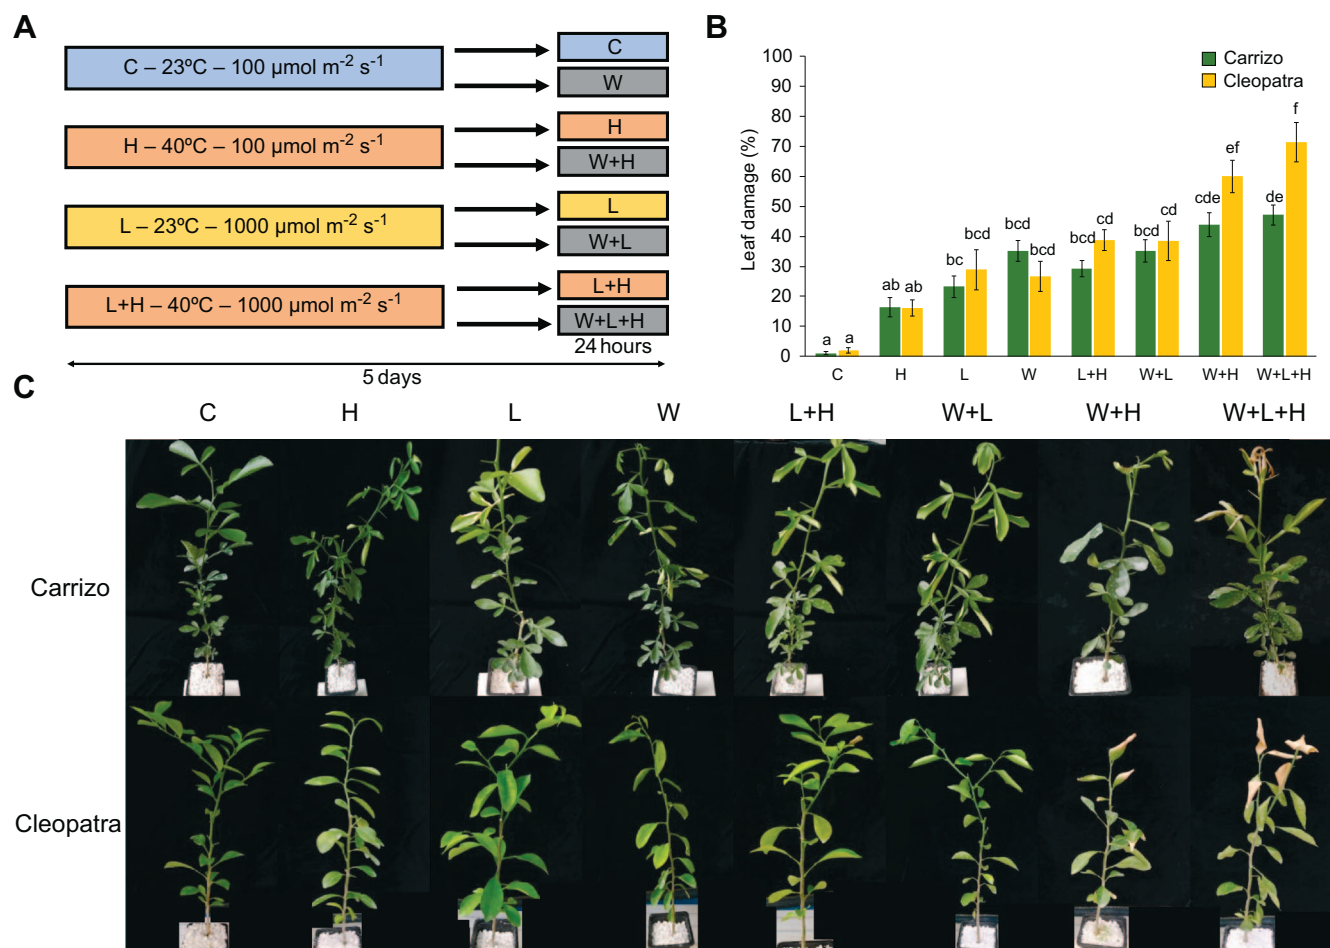 A
C – 23ºC – 100 µmol m-2 s-1
C
W
H – 40ºC – 100 µmol m-2 s-1
H
W+H
L – 23ºC – 1000 µmol m-2 s-1
L
W+L
L+H – 40ºC – 1000 µmol m-2 s-1
L+H
W+L+H
24 hours
5 days
B
Carrizo
Cleopatra
Leaf damage (%)
100
90
80
70
60
50
40
30
20
10
0
a a
ab ab
bc bcd
bcd bcd
bcd cd
bcd cd
cde ef
de f
C H L W L+H W+L W+H W+L+H
C
C H L W L+H W+L W+H W+L+H
Carrizo
Cleopatra